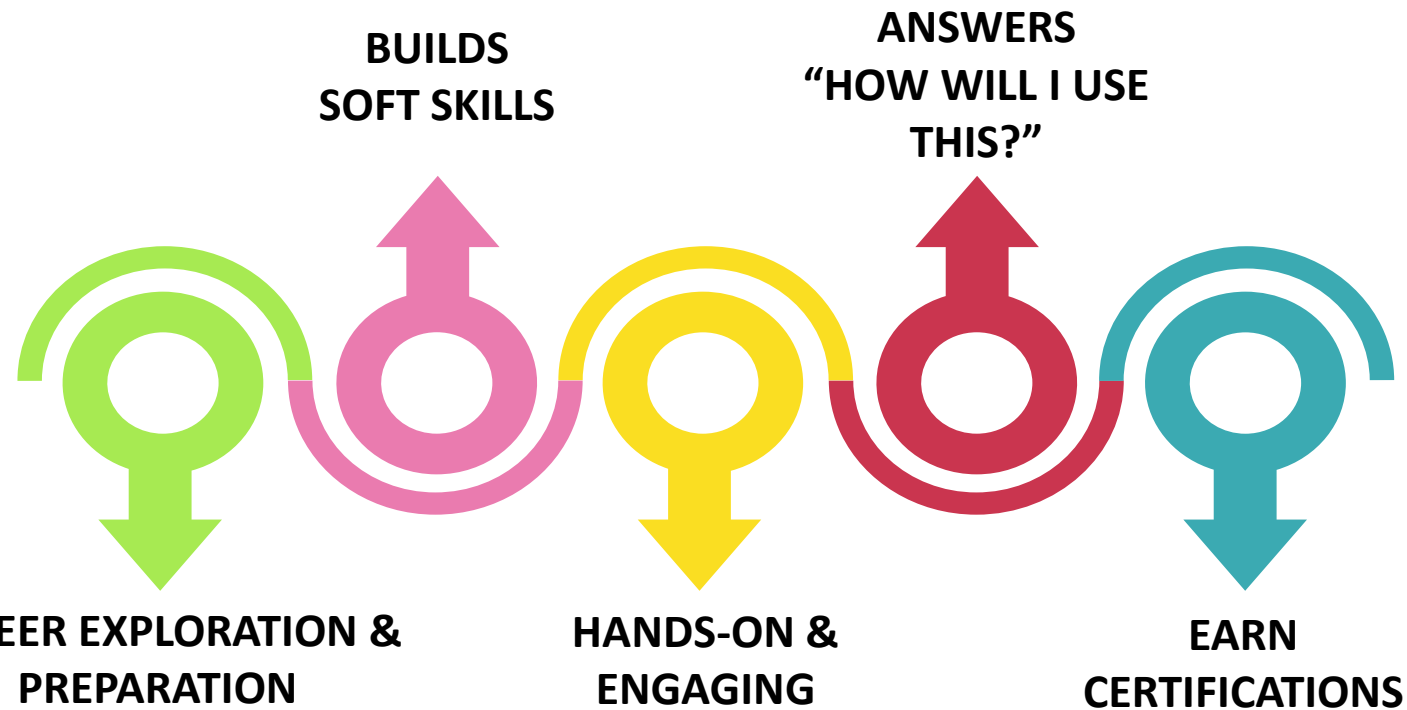 BUILDS
SOFT SKILLS
ANSWERS
“HOW WILL I USE
THIS?”
EER EXPLORATION &
PREPARATION
HANDS-ON &
ENGAGING
EARN
CERTIFICATIONS